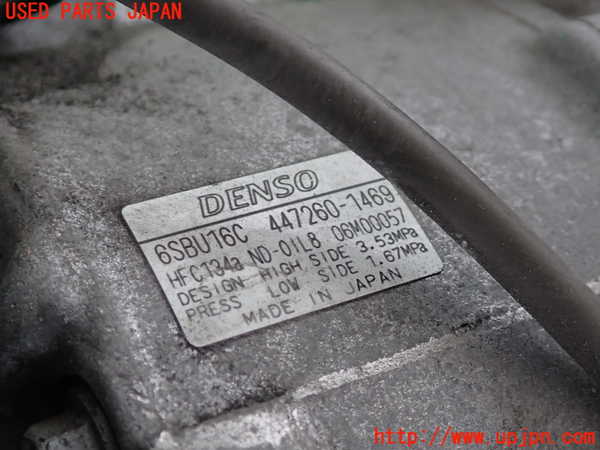 USED PARTS JAPAN
DENSO
6SBU16C 447260-1469
HFC134a ND-OIL8 06M00057
DESIGN HIGH SIDE 3.53MPa
PRESS LOW SIDE 1.67MPa
MADE IN JAPAN
http://www.upjpn.com/